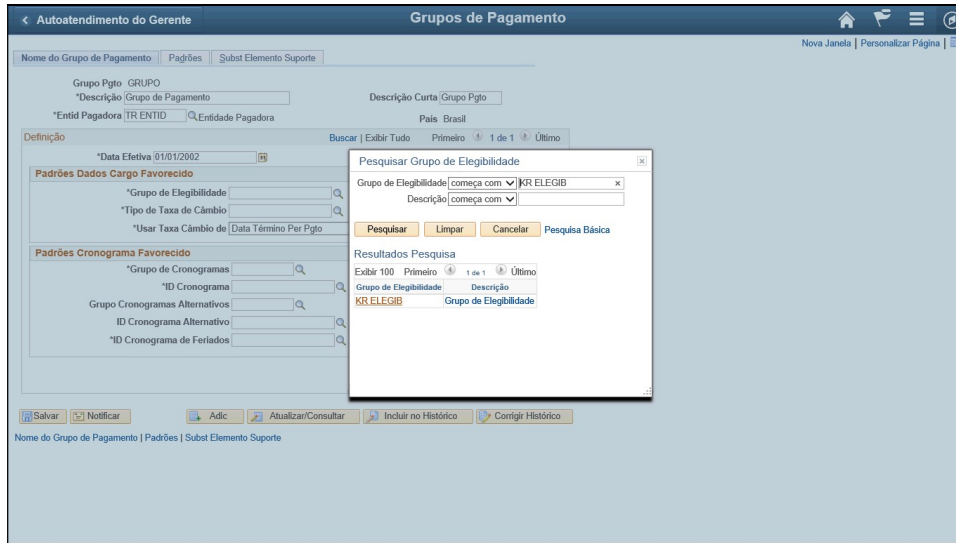 Autoatendimento do Gerente
Grupos de Pagamento
Nova Janela | Personalizar Página |
Nome do Grupo de Pagamento
Padrões
Subst Elemento Suporte
Grupo Pgto GRUPO
*Descrição Grupo de Pagamento
Descrição Curta Grupo Pgto
*Entid Pagadora TR ENTID Entidade Pagadora
País Brasil
Definição
Buscar | Exibir Tudo Primeiro 1 de 1 Último
*Data Efetiva 01/01/2002
Padrões Dados Cargo Favorecido
*Grupo de Elegibilidade
*Tipo de Taxa de Câmbio
*Usar Taxa Câmbio de Data Término Per Pgto
Padrões Cronograma Favorecido
*Grupo de Cronogramas
*ID Cronograma
Grupo Cronogramas Alternativos
ID Cronograma Alternativo
*ID Cronograma de Feriados
Pesquisar Grupo de Elegibilidade
Grupo de Elegibilidade começa com KR ELEGIB
Descrição começa com
Pesquisar Limpar Cancelar Pesquisa Básica
Resultados Pesquisa
Exibir 100 Primeiro 1 de 1 Último
Grupo de Elegibilidade Descrição
KR ELEGIB Grupo de Elegibilidade
Salvar Notificar Adic Atualizar/Consultar Incluir no Histórico Corrigir Histórico
Nome do Grupo de Pagamento | Padrões | Subst Elemento Suporte